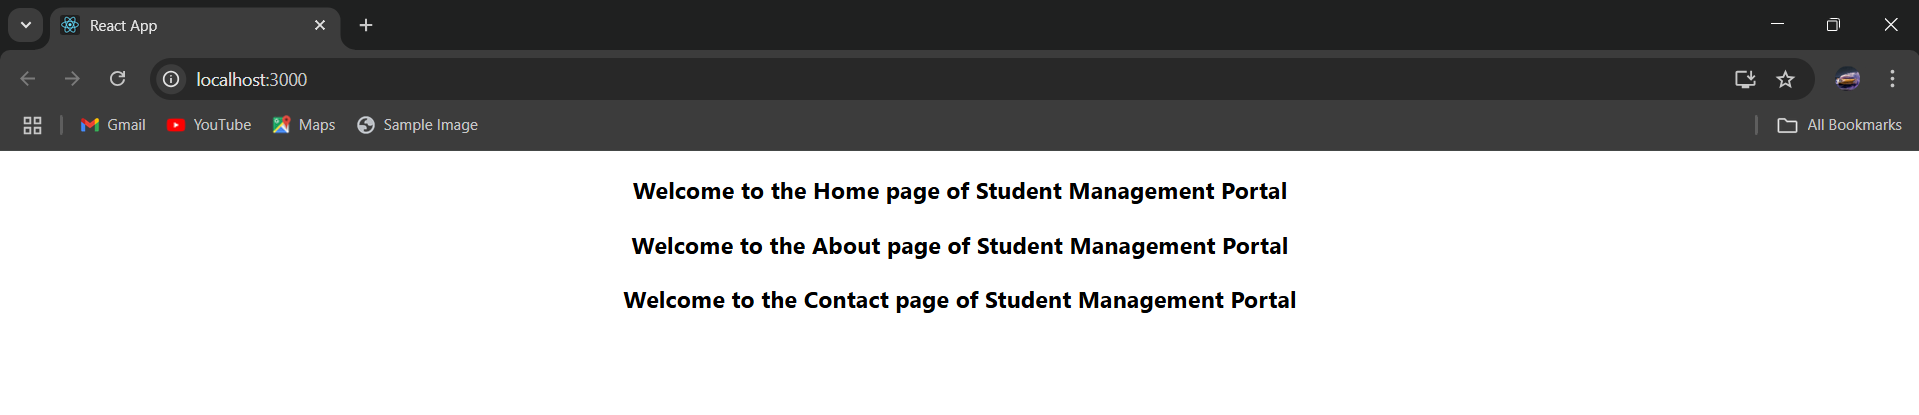 React App
localhost:3000
Gmail YouTube Maps Sample Image All Bookmarks
Welcome to the Home page of Student Management Portal
Welcome to the About page of Student Management Portal
Welcome to the Contact page of Student Management Portal